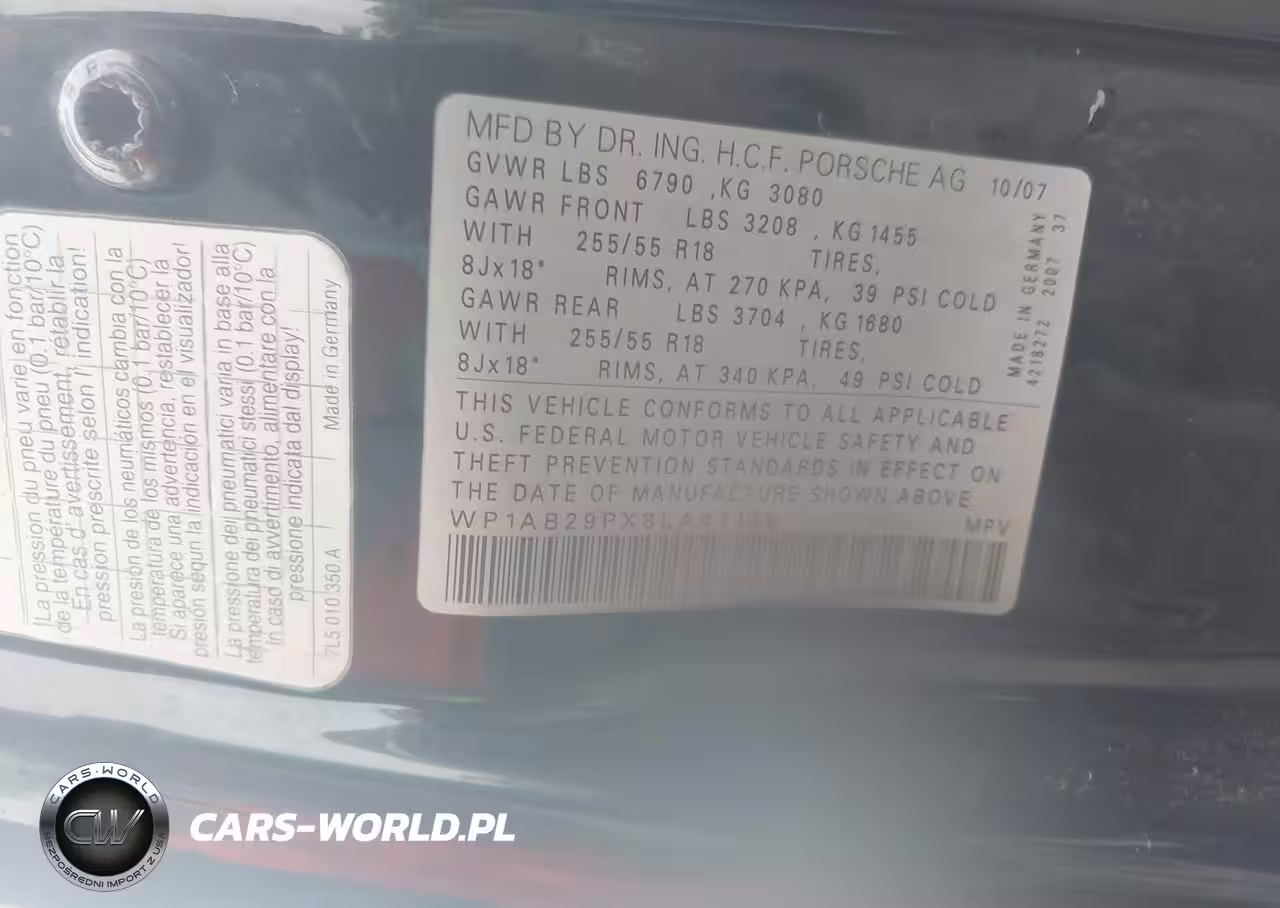 MFD BY DR. ING. H.C.F. PORSCHE AG 10/07
GVWR LBS 6790 ,KG 3080
GAWR FRONT LBS 3208 , KG 1455
WITH 255/55 R18 TIRES,
8Jx18" RIMS, AT 270 KPA, 39 PSI COLD
GAWR REAR LBS 3704 , KG 1680
WITH 255/55 R18 TIRES,
8Jx18" RIMS, AT 340 KPA, 49 PSI COLD
THIS VEHICLE CONFORMS TO ALL APPLICABLE
U.S. FEDERAL MOTOR VEHICLE SAFETY AND
THEFT PREVENTION STANDARDS IN EFFECT ON
THE DATE OF MANUFACTURE SHOWN ABOVE
MPV
MADE IN GERMANY
4218272 2007 37
La pression du pneu varie en fonction
de la température du pneu (0.1 bar/10°C)
En cas d' avertissement, rétablir la
pression prescrite selon l' indication!
La presión de los neumáticos cambia con la
temperatura de los mismos (0.1 bar/10°C)
Si aparece una advertencia, restablecer la
presión sequn la indicación en el visualizador!
La pressione dei pneumatici varia in base alla
temperatura dei pneumatici stessi (0.1 bar/10°C)
In caso di avvertimento, alimentare con la
pressione indicata dal display!
7L5 010 350 A Made in Germany
CARS-WORLD
CW
BEZPOŚREDNI IMPORT Z USA
CARS-WORLD.PL